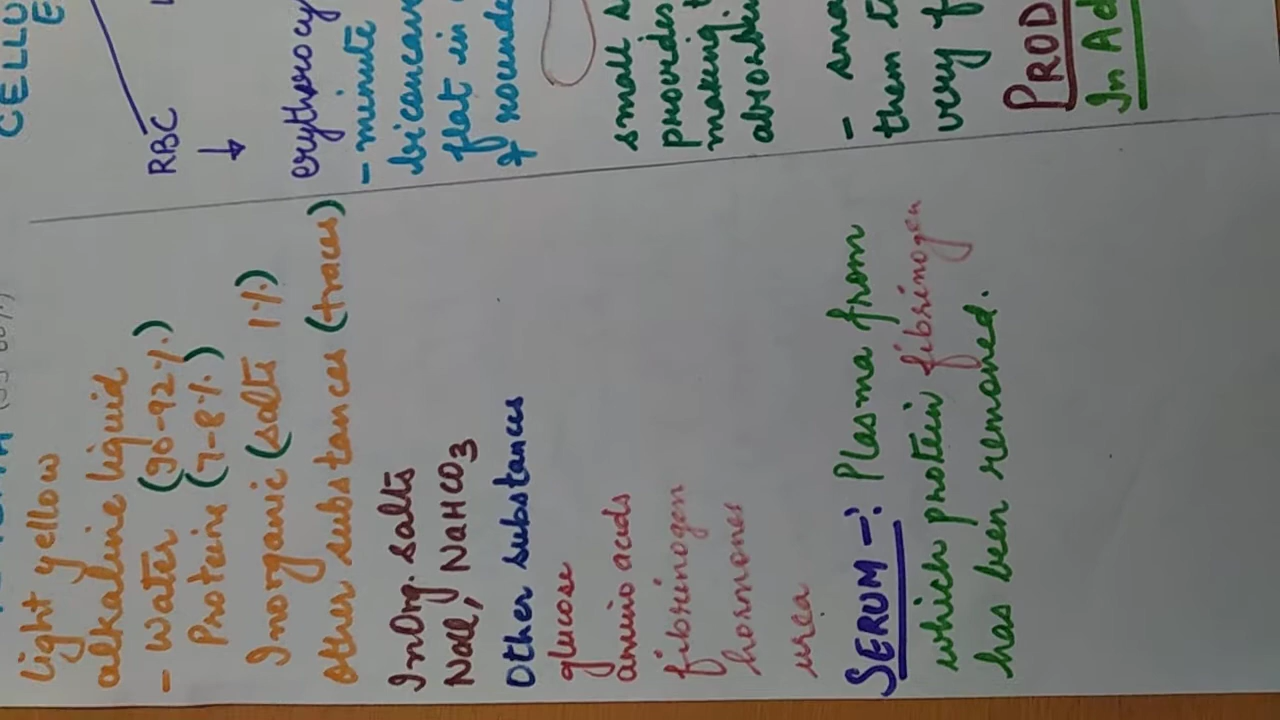 light yellow
alkaline liquid
- Water (90-92%)
Proteins (7-8%)
Inorganic (salts 1%)
other substances (traces)
InOrg. salts
NaCl, NaHCO3
Other substances
glucose
amino acids
fibrinogen
hormones
urea
SERUM -: Plasma from
which protein fibrinogen
has been removed.
CELLU
RBC
↓
erythrocy
- minute
biconcav
flat in
& rounde
small
provides
making
absorbi
- sma
them t
very f
PROD
In Ad